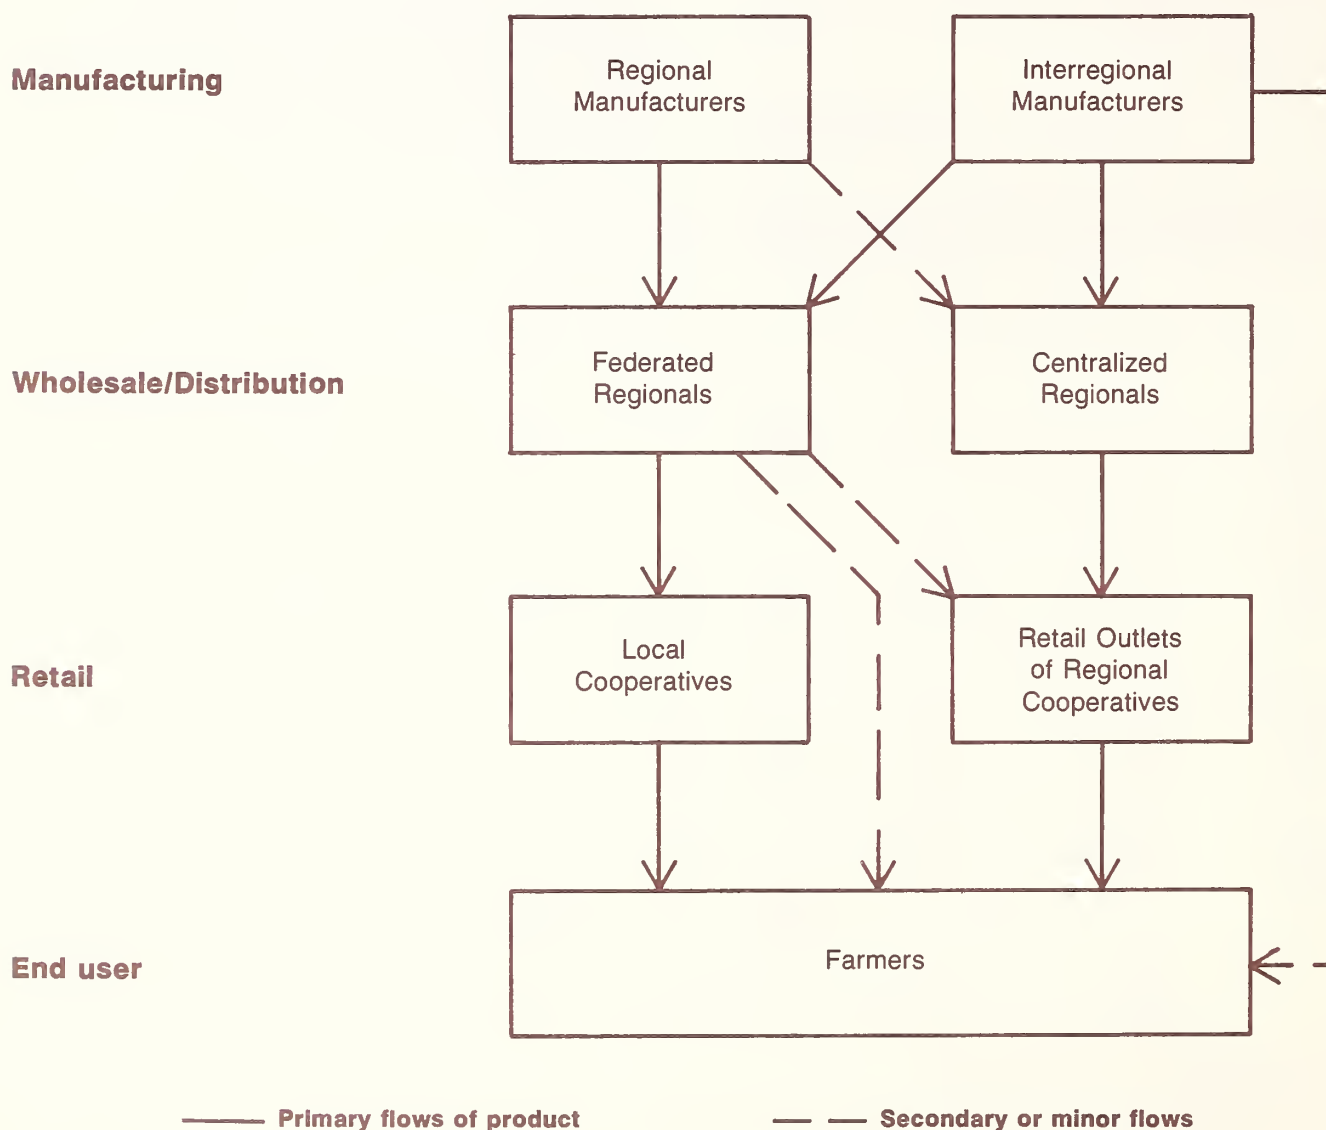 Manufacturing
Regional
Manufacturers
Interregional
Manufacturers
Wholesale/Distribution
Federated
Regionals
Centralized
Regionals
Retail
Local
Cooperatives
Retail Outlets
of Regional
Cooperatives
End user
Farmers
Primary flows of product
Secondary or minor flows